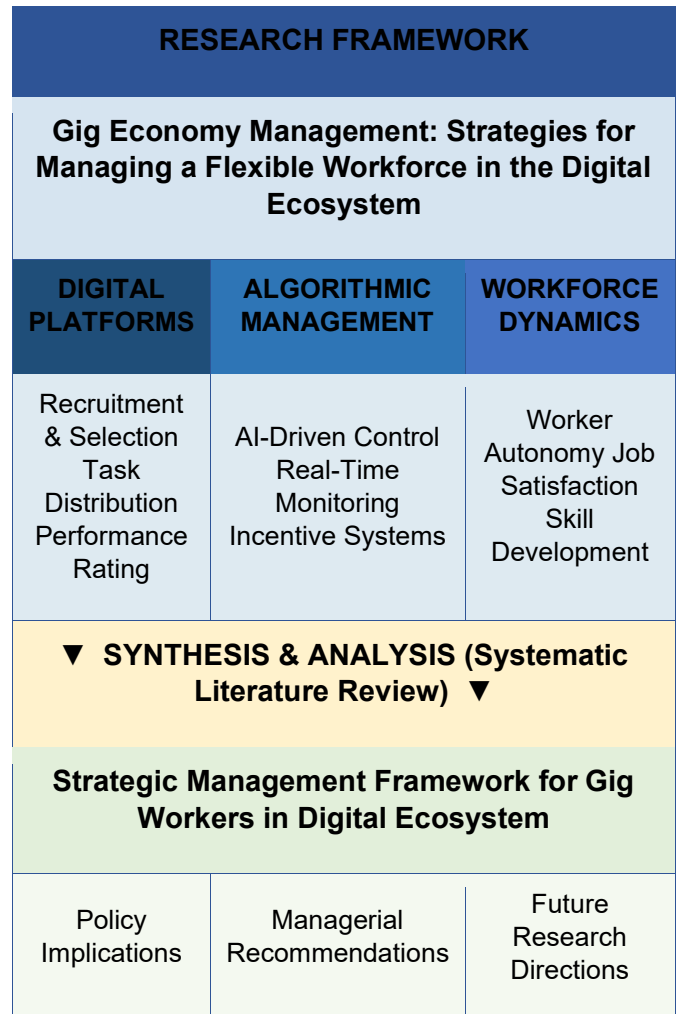 RESEARCH FRAMEWORK
Gig Economy Management: Strategies for
Managing a Flexible Workforce in the Digital
Ecosystem
DIGITAL
PLATFORMS
ALGORITHMIC
MANAGEMENT
WORKFORCE
DYNAMICS
Recruitment
& Selection
Task
Distribution
Performance
Rating
AI-Driven Control
Real-Time
Monitoring
Incentive Systems
Worker
Autonomy Job
Satisfaction
Skill
Development
▼ SYNTHESIS & ANALYSIS (Systematic
Literature Review) ▼
Strategic Management Framework for Gig
Workers in Digital Ecosystem
Policy
Implications
Managerial
Recommendations
Future
Research
Directions